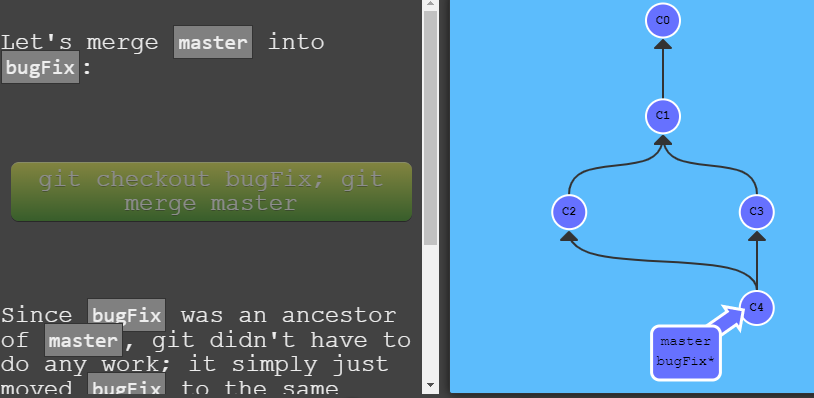 Let's merge master into
bugFix:
git checkout bugFix; git
merge master
Since bugFix was an ancestor
of master, git didn't have to
do any work; it simply just
moved bugFix to the same
C0
C1
C2
C3
C4
master
bugFix*